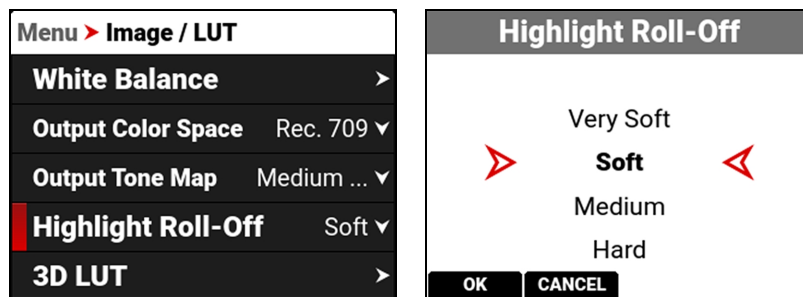 Menu > Image / LUT
White Balance
Output Color Space Rec. 709
Output Tone Map Medium ...
Highlight Roll-Off Soft
3D LUT
Highlight Roll-Off
Very Soft
Soft
Medium
Hard
OK CANCEL